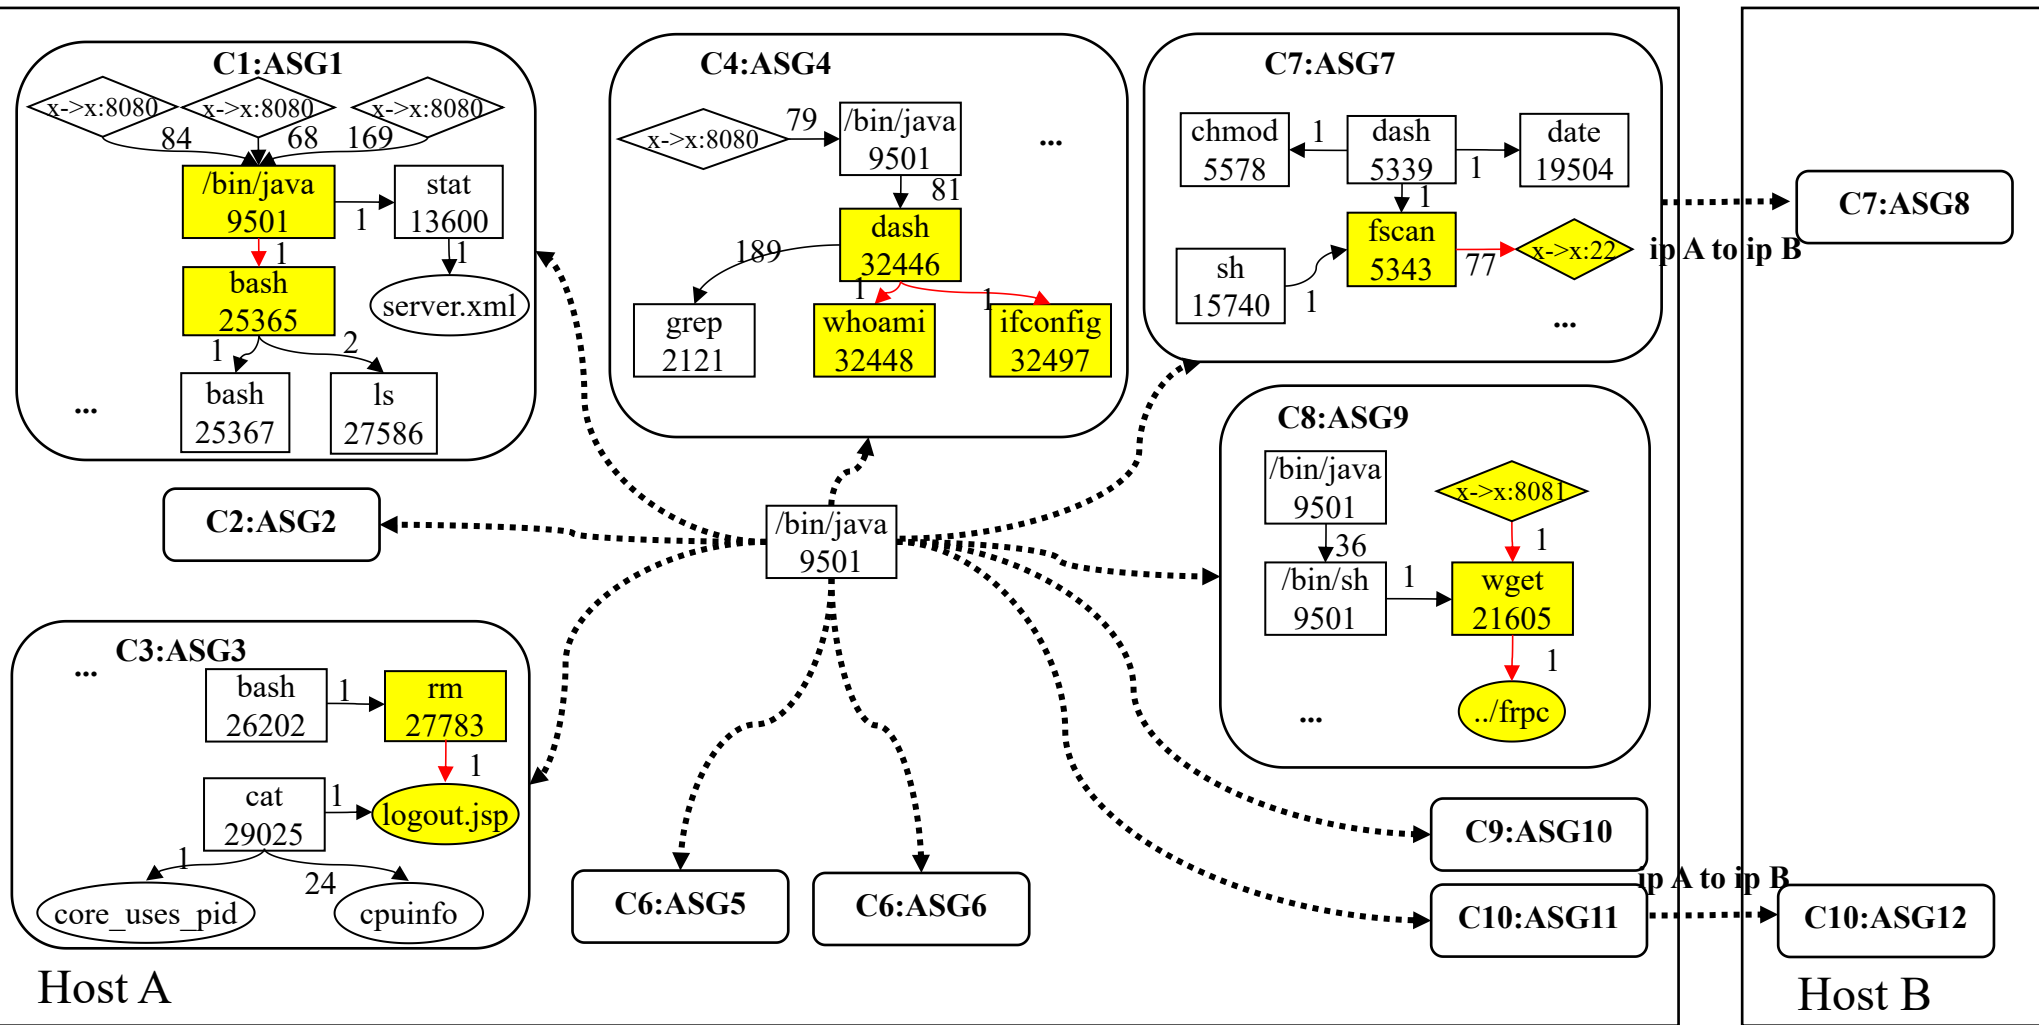 C1:ASG1
x->x:8080
x->x:8080
x->x:8080
84
68
169
/bin/java
9501
1
stat
13600
1
1
server.xml
bash
25365
1
2
bash
25367
ls
27586
...
C4:ASG4
x->x:8080
79
/bin/java
9501
...
81
dash
32446
189
1
1
grep
2121
whoami
32448
ifconfig
32497
C7:ASG7
chmod
5578
1
dash
5339
1
date
19504
1
fscan
5343
77
x->x:22
sh
15740
1
...
ip A to ip B
C7:ASG8
C2:ASG2
/bin/java
9501
C8:ASG9
/bin/java
9501
36
/bin/sh
9501
1
x->x:8081
1
wget
21605
1
../frpc
...
C3:ASG3
...
bash
26202
1
rm
27783
1
cat
29025
1
logout.jsp
1
24
core_uses_pid
cpuinfo
C6:ASG5
C6:ASG6
C9:ASG10
ip A to ip B
C10:ASG11
C10:ASG12
Host A
Host B